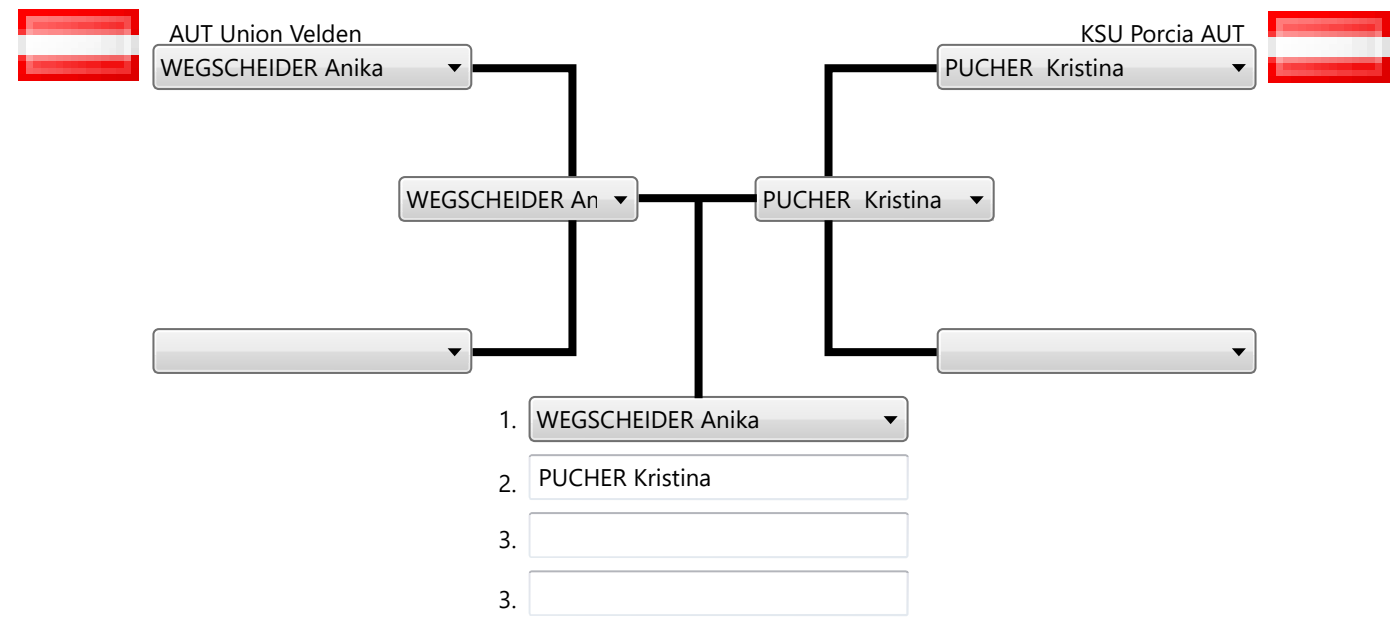 AUT Union Velden
KSU Porcia AUT
WEGSCHEIDER Anika
PUCHER  Kristina
WEGSCHEIDER An
PUCHER  Kristina
1. WEGSCHEIDER Anika
2. PUCHER Kristina
3.
3.